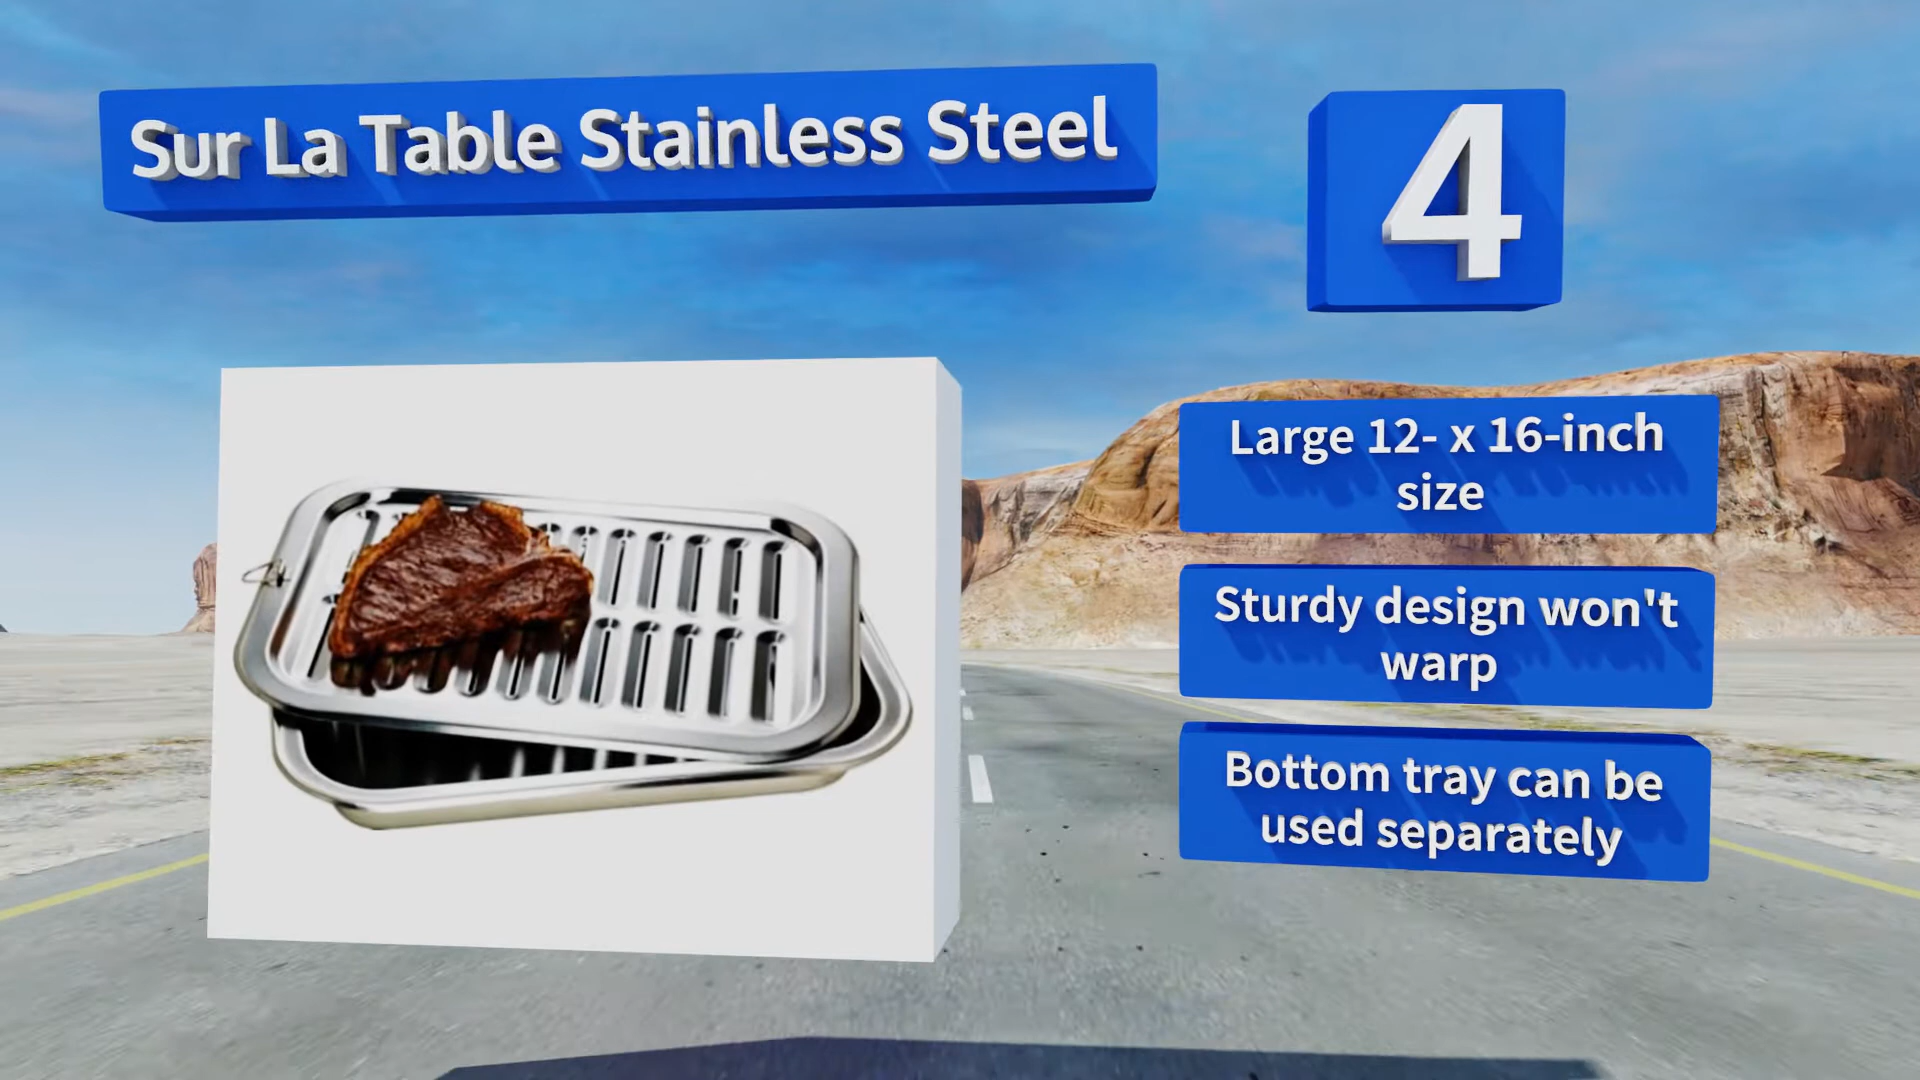 Sur La Table Stainless Steel
4
Large 12- x 16-inch
size
Sturdy design won't
warp
Bottom tray can be
used separately